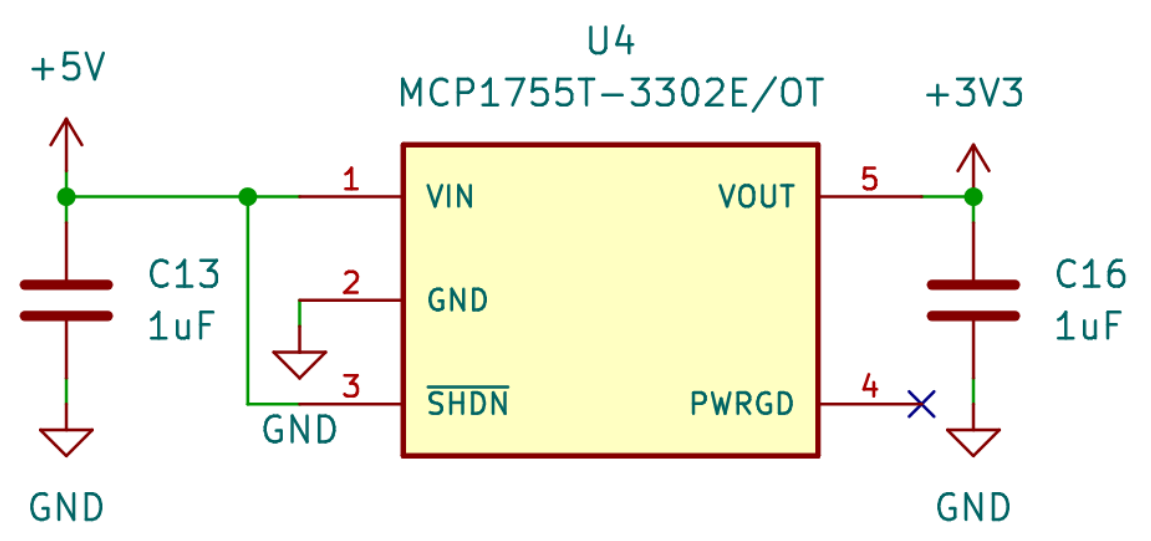 U4
+5V
MCP1755T-3302E/OT
+3V3
1
VIN
VOUT
5
C13
1uF
2
GND
C16
1uF
3
SHDN
PWRGD
4
GND
GND
GND